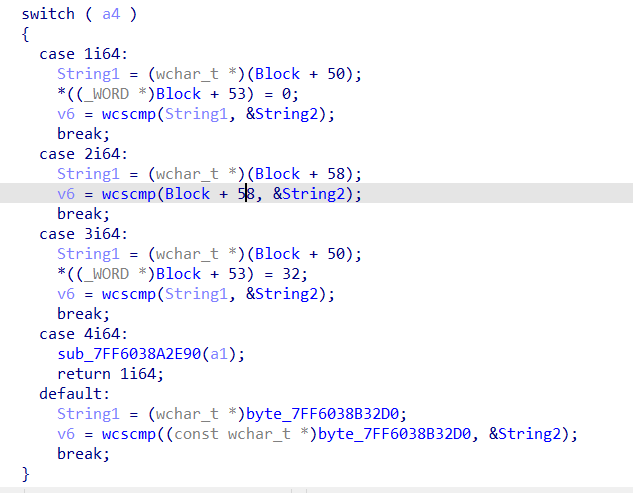 switch ( a4 )
{
case 1i64:
String1 = (wchar_t *)(Block + 50);
*((_WORD *)Block + 53) = 0;
v6 = wcscmp(String1, &String2);
break;
case 2i64:
String1 = (wchar_t *)(Block + 58);
v6 = wcscmp(Block + 58, &String2);
break;
case 3i64:
String1 = (wchar_t *)(Block + 50);
*((_WORD *)Block + 53) = 32;
v6 = wcscmp(String1, &String2);
break;
case 4i64:
sub_7FF6038A2E90(a1);
return 1i64;
default:
String1 = (wchar_t *)byte_7FF6038B32D0;
v6 = wcscmp((const wchar_t *)byte_7FF6038B32D0, &String2);
break;
}